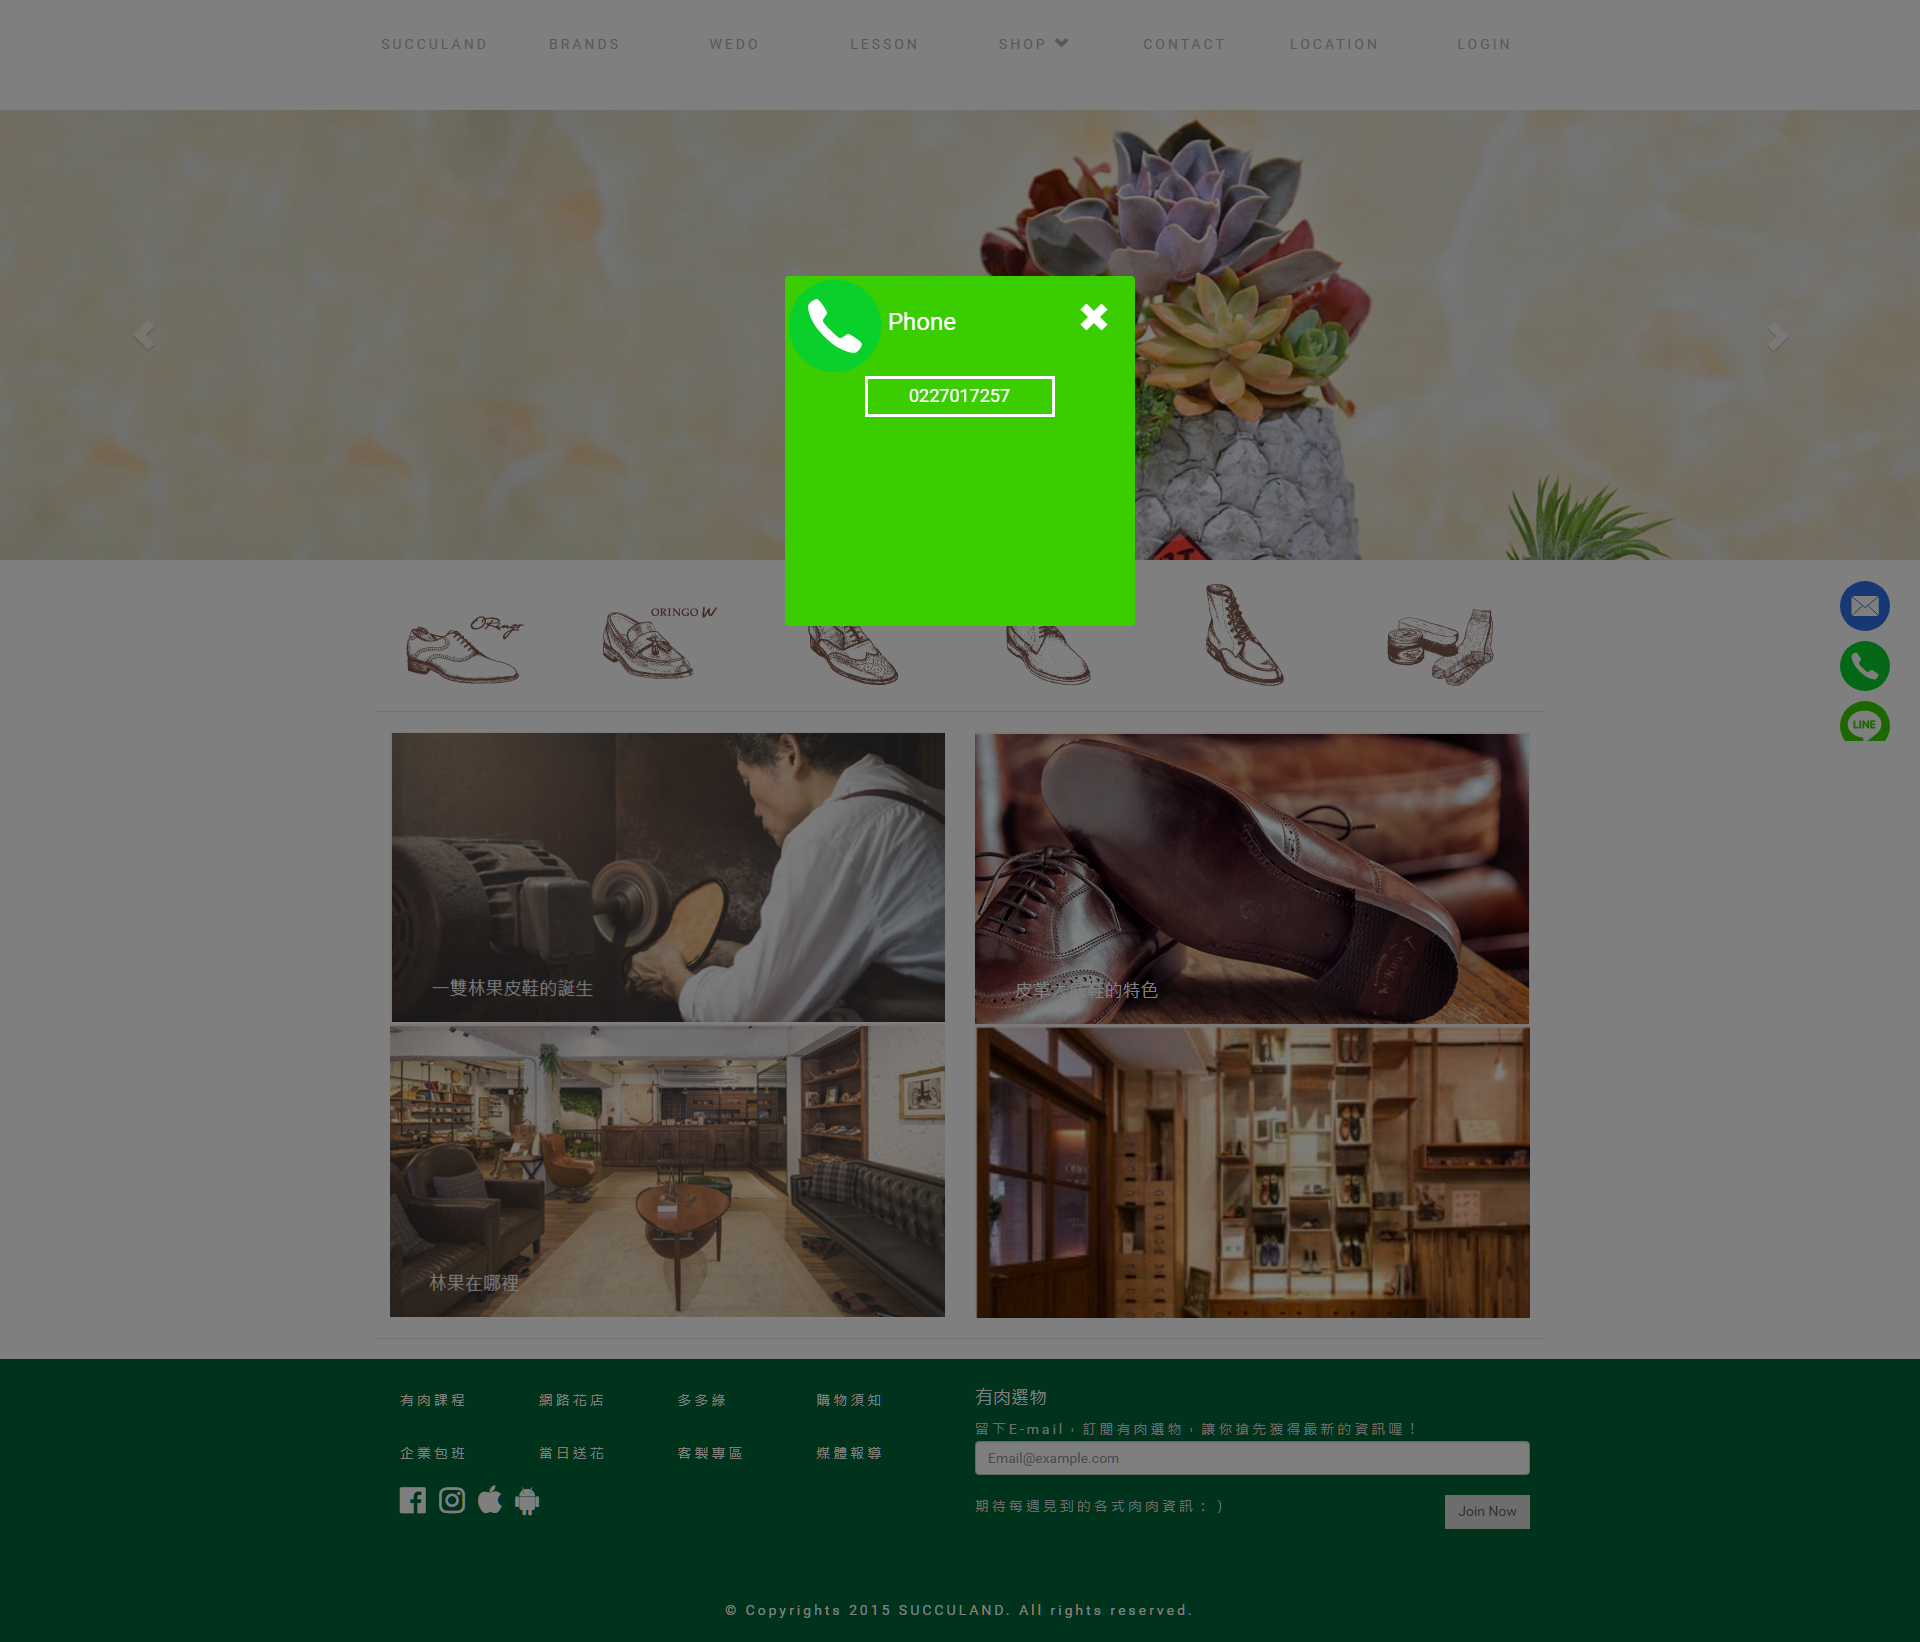 SUCCULAND BRANDS WEDO LESSON SHOP CONTACT LOCATION LOGIN
Phone
0227017257
ORingo
ORINGO W
LINE
一雙林果皮鞋的誕生
皮革大底鞋的特色
林果在哪裡
有肉課程 網路花店 多多綠 購物須知
企業包班 當日送花 客製專區 媒體報導
有肉選物
留下E-mail，訂閱有肉選物，讓你搶先獲得最新的資訊喔！
Email@example.com
期待每週見到的各式肉肉資訊：）
Join Now
© Copyrights 2015 SUCCULAND. All rights reserved.